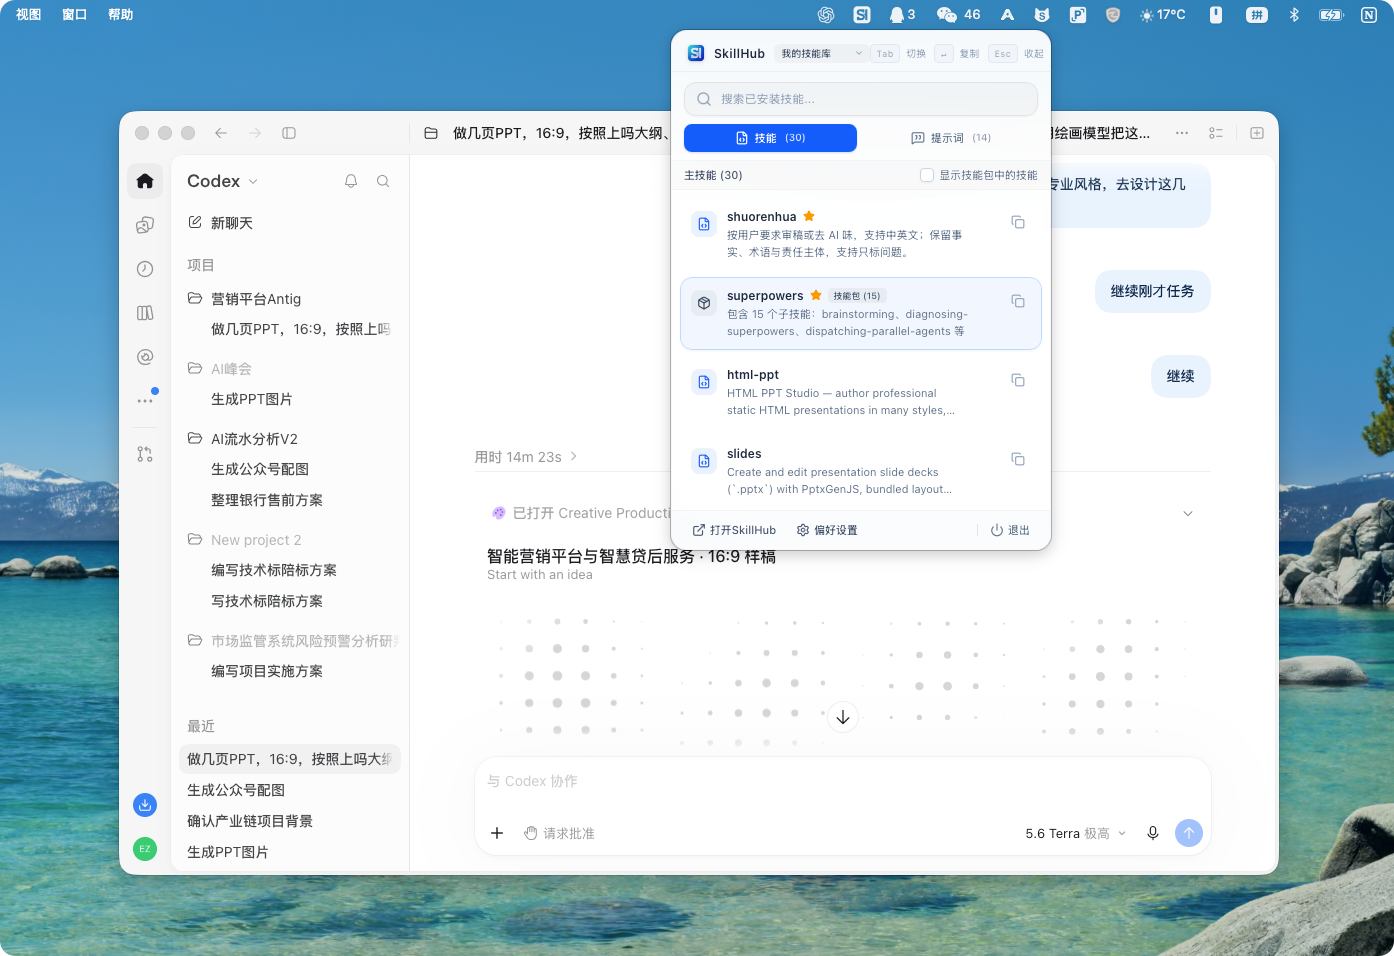 视图 窗口 帮助
3 46 17°C 拼
SkillHub 我的技能库 Tab 切换 ↵ 复制 Esc 收起
搜索已安装技能...
技能 (30) 提示词 (14)
主技能 (30) 显示技能包中的技能
shuorenhua
按用户要求审稿或去 AI 味，支持中英文；保留事
实、术语与责任主体，支持只标问题。
superpowers 技能包 (15)
包含 15 个子技能：brainstorming、diagnosing-
superpowers、dispatching-parallel-agents 等
html-ppt
HTML PPT Studio — author professional
static HTML presentations in many styles,...
slides
Create and edit presentation slide decks
(`.pptx`) with PptxGenJS, bundled layout...
打开SkillHub 偏好设置 退出
做几页PPT，16:9，按照上吗大纲、
用绘画模型把这...
Codex
新聊天
项目
营销平台Antig
做几页PPT，16:9，按照上吗
AI峰会
生成PPT图片
AI流水分析V2
生成公众号配图
整理银行售前方案
New project 2
编写技术标陪标方案
写技术标陪标方案
市场监管系统风险预警分析研
编写项目实施方案
最近
做几页PPT，16:9，按照上吗大纲
生成公众号配图
确认产业链项目背景
生成PPT图片
EZ
专业风格，去设计这几
继续刚才任务
继续
用时 14m 23s
已打开 Creative Producti
智能营销平台与智慧贷后服务 · 16:9 样稿
Start with an idea
与 Codex 协作
请求批准 5.6 Terra 极高